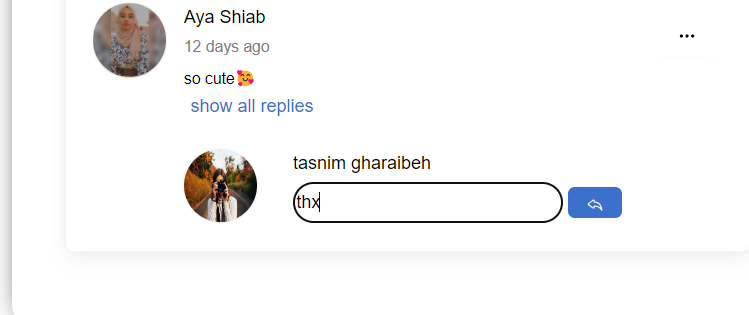 Aya Shiab
12 days ago
so cute🥰
show all replies
tasnim gharaibeh
thx